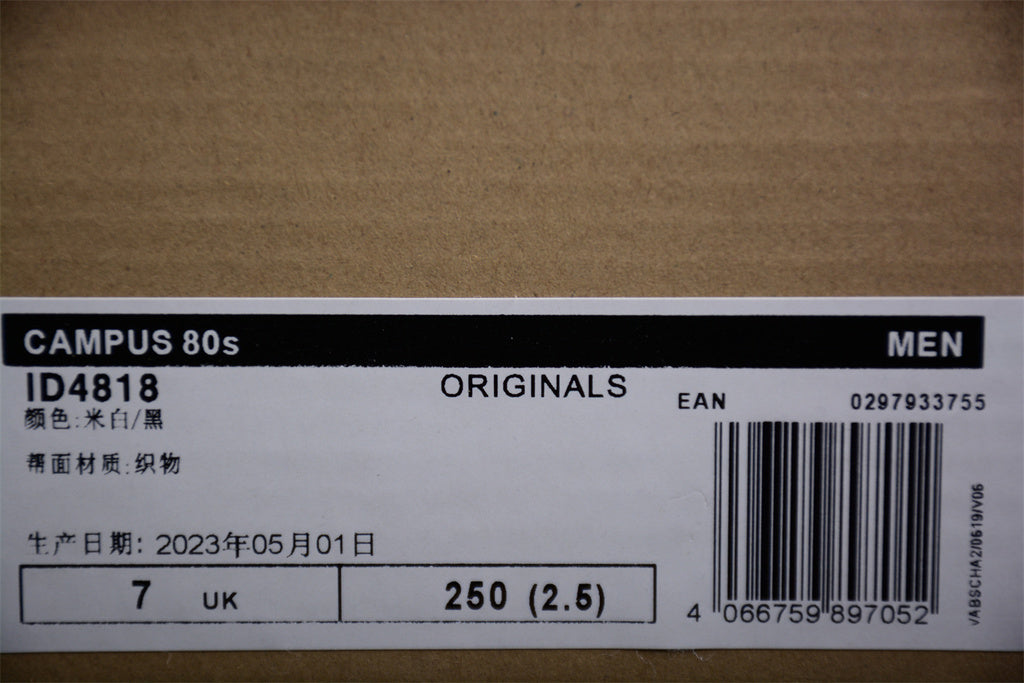 CAMPUS 80s MEN
ID4818 ORIGINALS
EAN 0297933755
颜色:米白/黑
帮面材质:织物
生产日期: 2023年05月01日
7 UK 250 (2.5)
4 066759 897052
VABSCHA2/0619/V06